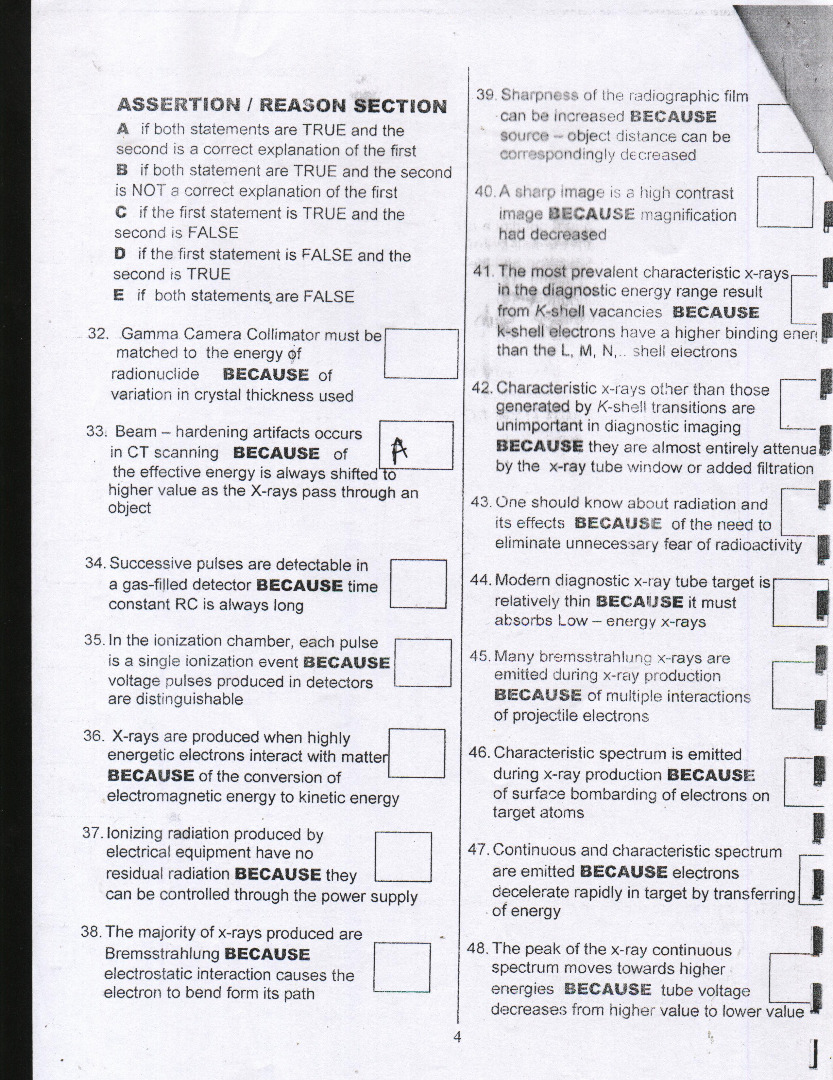 ASSERTION / REASON SECTION
A if both statements are TRUE and the
second is a correct explanation of the first
B if both statement are TRUE and the second
is NOT a correct explanation of the first
C if the first statement is TRUE and the
second is FALSE
D if the first statement is FALSE and the
second is TRUE
E if both statements are FALSE
32. Gamma Camera Collimator must be
matched to the energy of
radionuclide BECAUSE of
variation in crystal thickness used
33. Beam – hardening artifacts occurs
in CT scanning BECAUSE of
A
the effective energy is always shifted to
higher value as the X-rays pass through an
object
34. Successive pulses are detectable in
a gas-filled detector BECAUSE time
constant RC is always long
35. In the ionization chamber, each pulse
is a single ionization event BECAUSE
voltage pulses produced in detectors
are distinguishable
36. X-rays are produced when highly
energetic electrons interact with matter
BECAUSE of the conversion of
electromagnetic energy to kinetic energy
37. Ionizing radiation produced by
electrical equipment have no
residual radiation BECAUSE they
can be controlled through the power supply
38. The majority of x-rays produced are
Bremsstrahlung BECAUSE
electrostatic interaction causes the
electron to bend form its path
39. Sharpness of the radiographic film
can be increased BECAUSE
source – object distance can be
correspondingly decreased
40. A sharp image is a high contrast
image BECAUSE magnification
had decreased
41. The most prevalent characteristic x-rays
in the diagnostic energy range result
from K-shell vacancies BECAUSE
k-shell electrons have a higher binding ener
than the L, M, N,.. shell electrons
42. Characteristic x-rays other than those
generated by K-shell transitions are
unimportant in diagnostic imaging
BECAUSE they are almost entirely attenua
by the x-ray tube window or added filtration
43. One should know about radiation and
its effects BECAUSE of the need to
eliminate unnecessary fear of radioactivity
44. Modern diagnostic x-ray tube target is
relatively thin BECAUSE it must
absorbs Low – energy x-rays
45. Many bremsstrahlung x-rays are
emitted during x-ray production
BECAUSE of multiple interactions
of projectile electrons
46. Characteristic spectrum is emitted
during x-ray production BECAUSE
of surface bombarding of electrons on
target atoms
47. Continuous and characteristic spectrum
are emitted BECAUSE electrons
decelerate rapidly in target by transferring
of energy
48. The peak of the x-ray continuous
spectrum moves towards higher
energies BECAUSE tube voltage
decreases from higher value to lower value
4